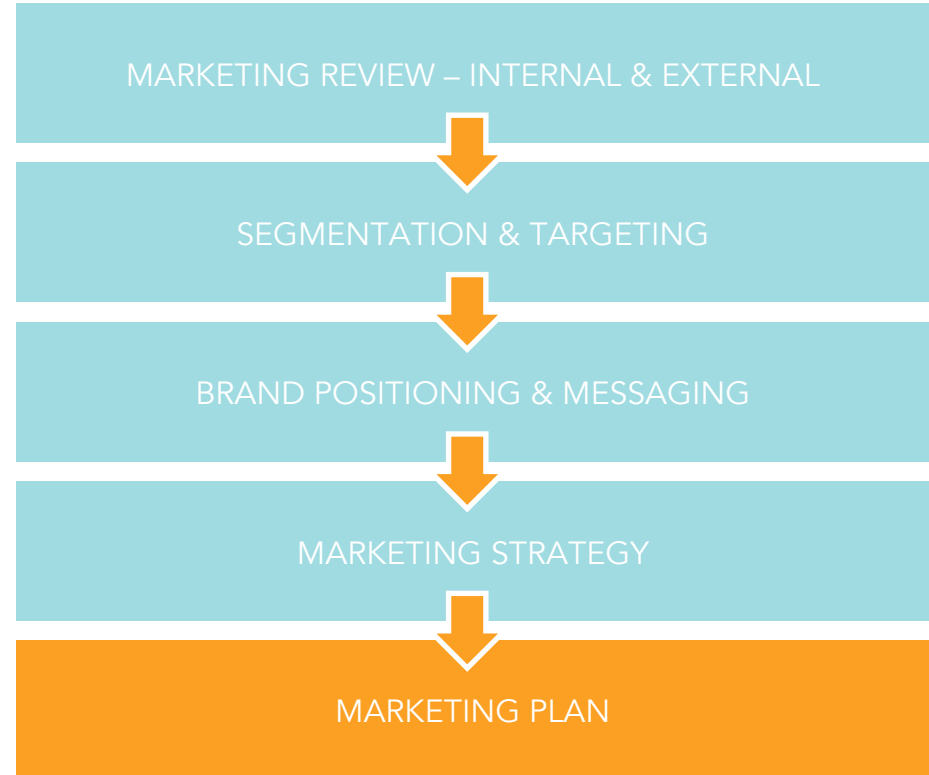 MARKETING REVIEW – INTERNAL & EXTERNAL
SEGMENTATION & TARGETING
BRAND POSITIONING & MESSAGING
MARKETING STRATEGY
MARKETING PLAN